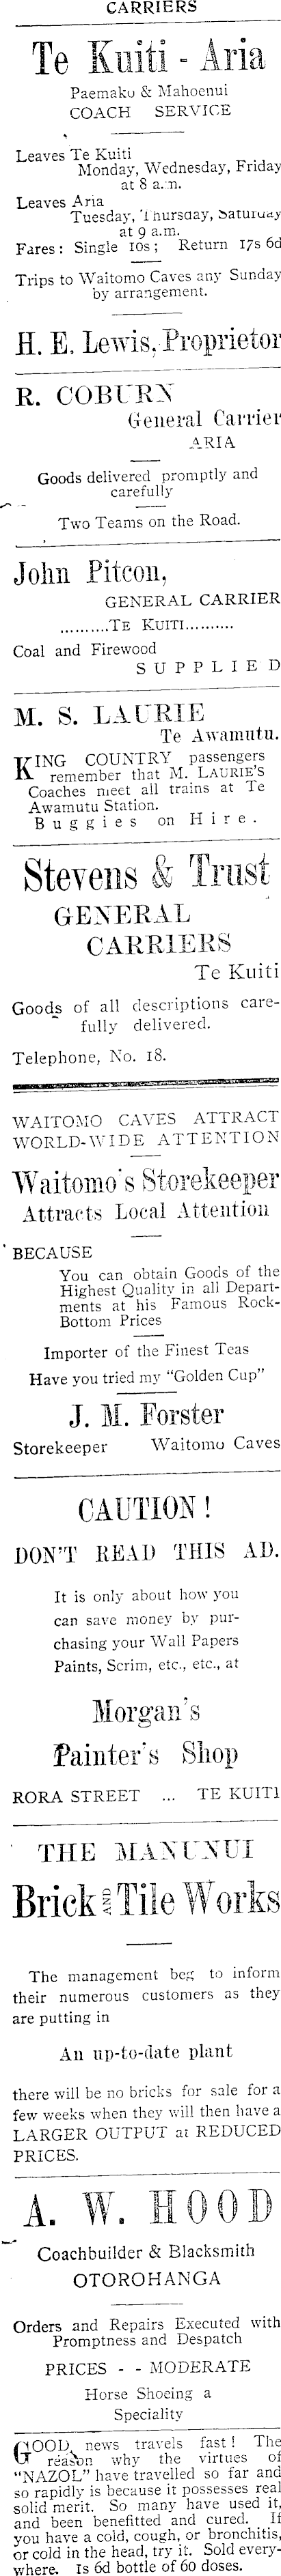 CARRIERS
Te Kuiti - Aria
Paemaku & Mahoenui
COACH SERVICE
Leaves Te Kuiti
Monday, Wednesday, Friday
at 8 a.m.
Leaves Aria
Tuesday, Thursday, Saturday
at 9 a.m.
Fares: Single 10s; Return 17s 6d
Trips to Waitomo Caves any Sunday
by arrangement.
H. E. Lewis, Proprietor
R. COBURN
General Carrier
ARIA
Goods delivered promptly and
carefully
Two Teams on the Road.
John Pitcon,
GENERAL CARRIER
..........TE KUITI..........
Coal and Firewood
SUPPLIED
M. S. LAURIE
Te Awamutu.
KING COUNTRY passengers
remember that M. LAURIE'S
Coaches meet all trains at Te
Awamutu Station.
Buggies on Hire.
Stevens & Trust
GENERAL
CARRIERS
Te Kuiti
Goods of all descriptions care-
fully delivered.
Telephone, No. 18.
WAITOMO CAVES ATTRACT
WORLD-WIDE ATTENTION
Waitomo's Storekeeper
Attracts Local Attention
BECAUSE
You can obtain Goods of the
Highest Quality in all Depart-
ments at his Famous Rock-
Bottom Prices
Importer of the Finest Teas
Have you tried my "Golden Cup"
J. M. Forster
Storekeeper Waitomo Caves
CAUTION!
DON'T READ THIS AD.
It is only about how you
can save money by pur-
chasing your Wall Papers
Paints, Scrim, etc., etc., at
Morgan's
Painter's Shop
RORA STREET ... TE KUITI
THE MANUNUI
Brick AND Tile Works
The management beg to inform
their numerous customers as they
are putting in
An up-to-date plant
there will be no bricks for sale for a
few weeks when they will then have a
LARGER OUTPUT at REDUCED
PRICES.
A. W. HOOD
Coachbuilder & Blacksmith
OTOROHANGA
Orders and Repairs Executed with
Promptness and Despatch
PRICES - - MODERATE
Horse Shoeing a
Speciality
GOOD news travels fast! The
reason why the virtues of
"NAZOL" have travelled so far and
so rapidly is because it possesses real
solid merit. So many have used it,
and been benefitted and cured. If
you have a cold, cough, or bronchitis,
or cold in the head, try it. Sold every-
where. 1s 6d bottle of 60 doses.